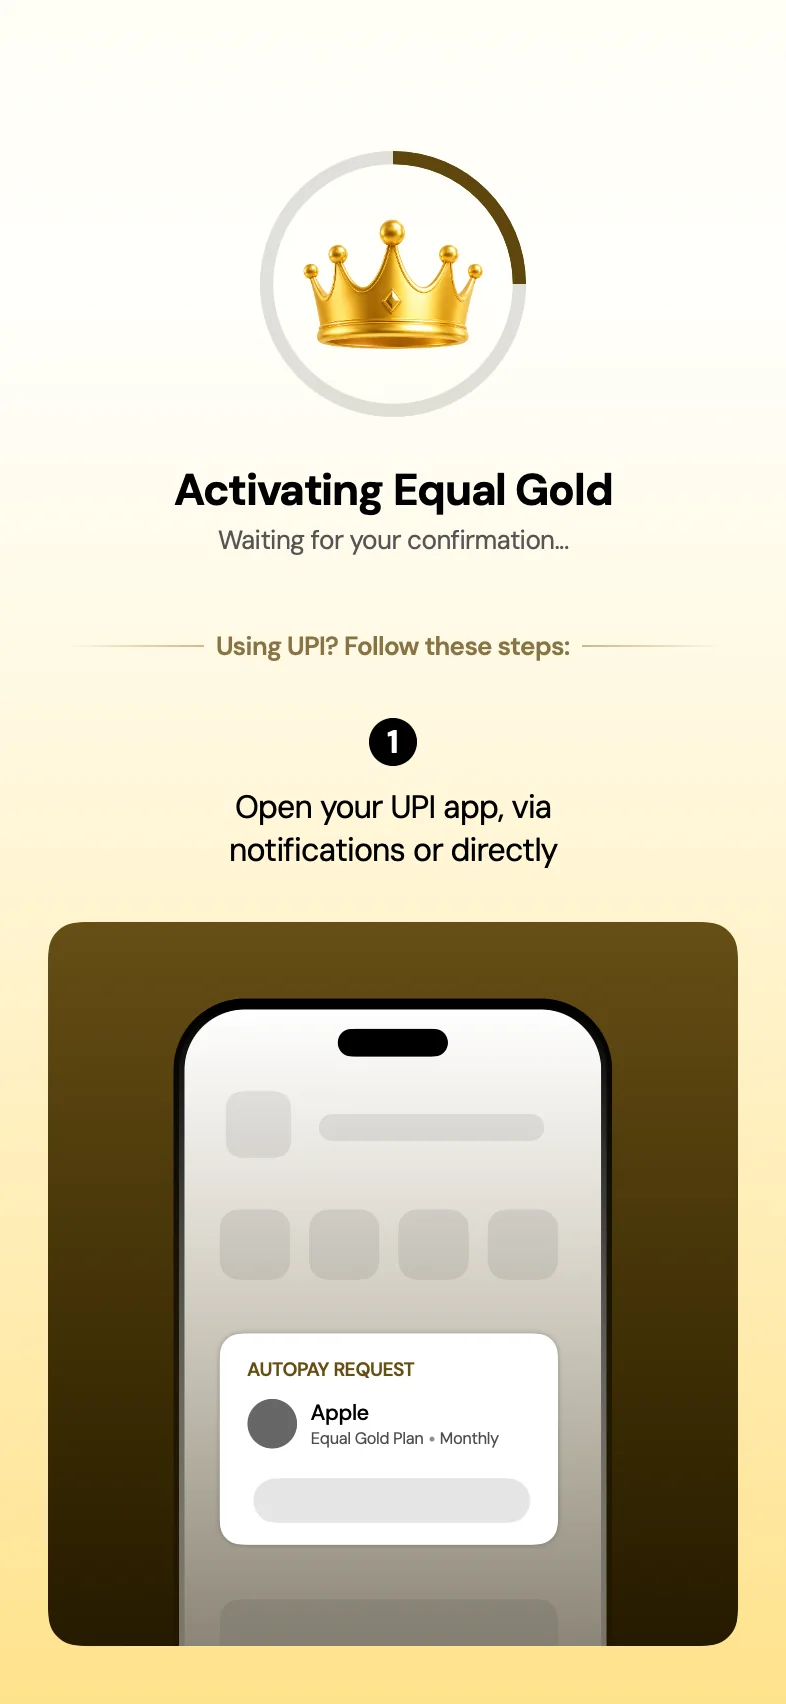 Activating Equal Gold
Waiting for your confirmation...
Using UPI? Follow these steps:
1
Open your UPI app, via
notifications or directly
AUTOPAY REQUEST
Apple
Equal Gold Plan • Monthly